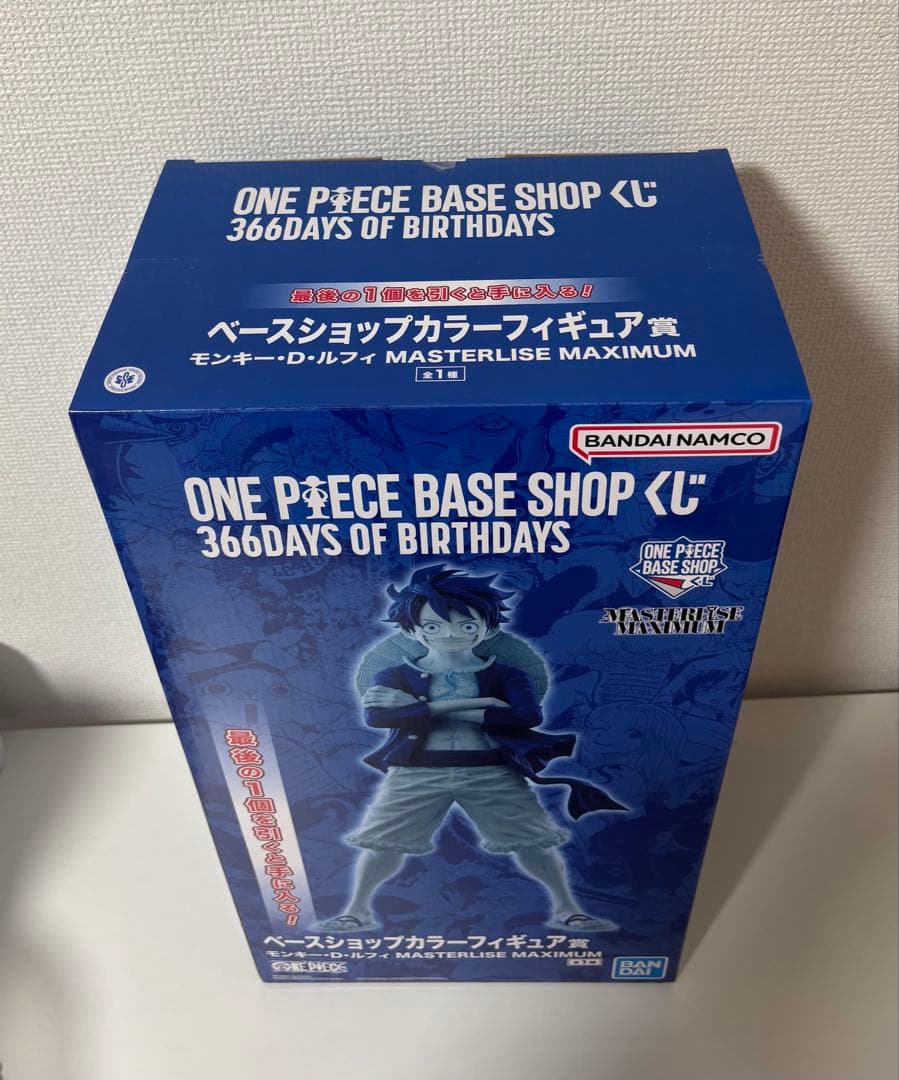 ONE PIECE BASE SHOP くじ
366DAYS OF BIRTHDAYS
最後の1個を引くと手に入る!
ベースショップカラーフィギュア賞
モンキー・D・ルフィ MASTERLISE MAXIMUM
全1種
BANDAI NAMCO
ONE PIECE BASE SHOP くじ
366DAYS OF BIRTHDAYS
ONE PIECE
BASE SHOP
くじ
MASTERLISE
MAXIMUM
最後の1個を引くと手に入る!
ベースショップカラーフィギュア賞
モンキー・D・ルフィ MASTERLISE MAXIMUM
全1種
ONE PIECE
BAN
DAI